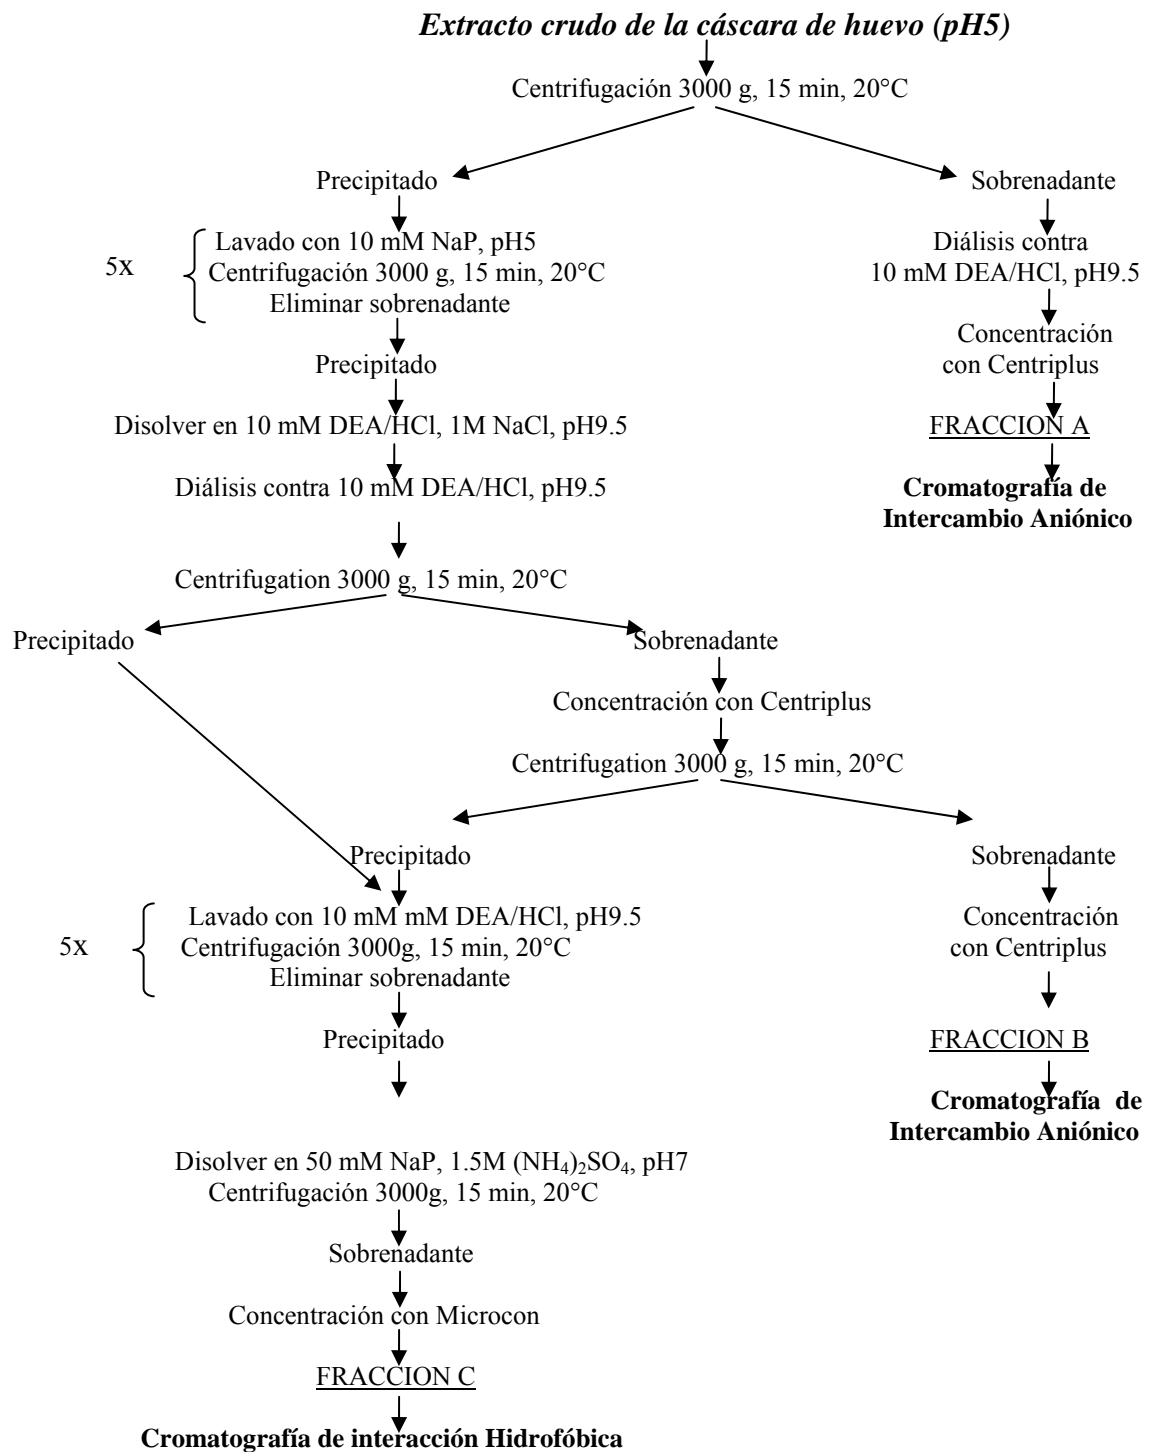 Extracto crudo de la cáscara de huevo (pH5)
Centrifugación 3000 g, 15 min, 20°C
Precipitado
Sobrenadante
Lavado con 10 mM NaP, pH5
5x
Centrifugación 3000 g, 15 min, 20°C
Eliminar sobrenadante
Diálisis contra
10 mM DEA/HCl, pH9.5
Precipitado
Concentración
con Centriplus
Disolver en 10 mM DEA/HCl, 1M NaCl, pH9.5
FRACCION A
Diálisis contra 10 mM DEA/HCl, pH9.5
Cromatografía de
Intercambio Aniónico
Centrifugation 3000 g, 15 min, 20°C
Precipitado
Sobrenadante
Concentración con Centriplus
Centrifugation 3000 g, 15 min, 20°C
Precipitado
Sobrenadante
Lavado con 10 mM mM DEA/HCl, pH9.5
5x
Centrifugación 3000g, 15 min, 20°C
Eliminar sobrenadante
Concentración
con Centriplus
Precipitado
FRACCION B
Cromatografía de
Intercambio Aniónico
Disolver en 50 mM NaP, 1.5M (NH₄)₂SO₄, pH7
Centrifugación 3000g, 15 min, 20°C
Sobrenadante
Concentración con Microcon
FRACCION C
Cromatografía de interacción Hidrofóbica